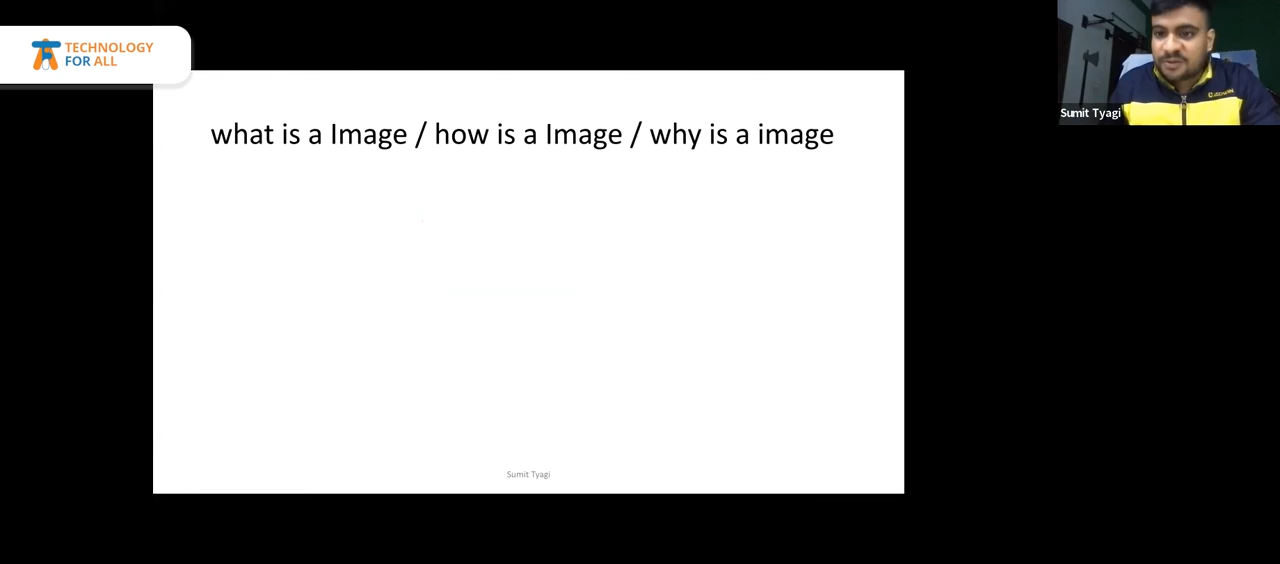 TECHNOLOGY
FOR ALL
Sumit Tyagi
what is a Image / how is a Image / why is a image
Sumit Tyagi